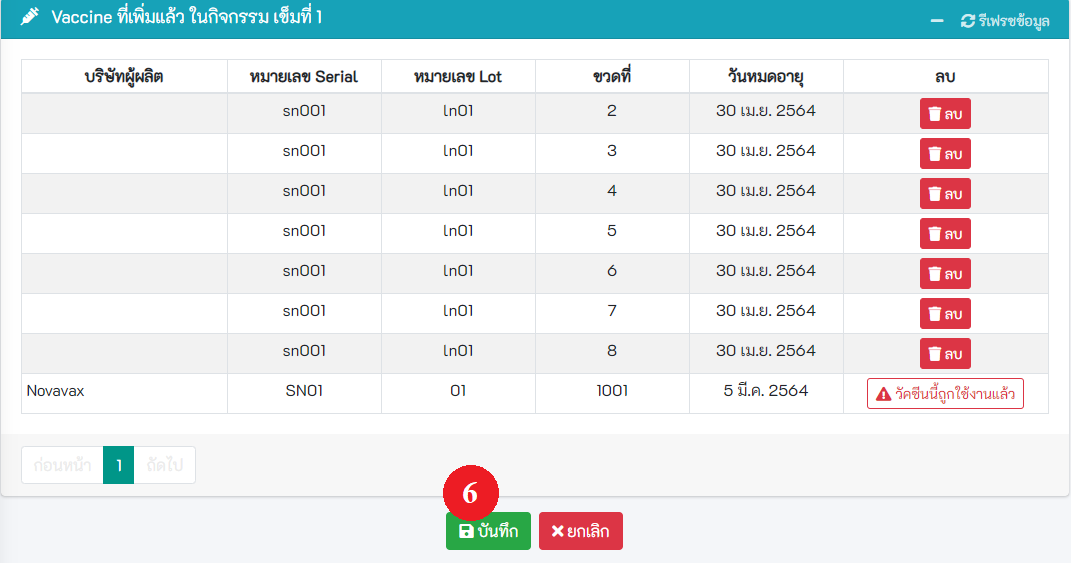 Vaccine ที่เพิ่มแล้ว ในกิจกรรม เข็มที่ 1 รีเฟรชข้อมูล
บริษัทผู้ผลิต หมายเลข Serial หมายเลข Lot ขวดที่ วันหมดอายุ ลบ
sn001 ln01 2 30 เม.ย. 2564 ลบ
sn001 ln01 3 30 เม.ย. 2564 ลบ
sn001 ln01 4 30 เม.ย. 2564 ลบ
sn001 ln01 5 30 เม.ย. 2564 ลบ
sn001 ln01 6 30 เม.ย. 2564 ลบ
sn001 ln01 7 30 เม.ย. 2564 ลบ
sn001 ln01 8 30 เม.ย. 2564 ลบ
Novavax SN01 01 1001 5 มี.ค. 2564 วัคซีนนี้ถูกใช้งานแล้ว
ก่อนหน้า 1 ถัดไป
6
บันทึก ยกเลิก